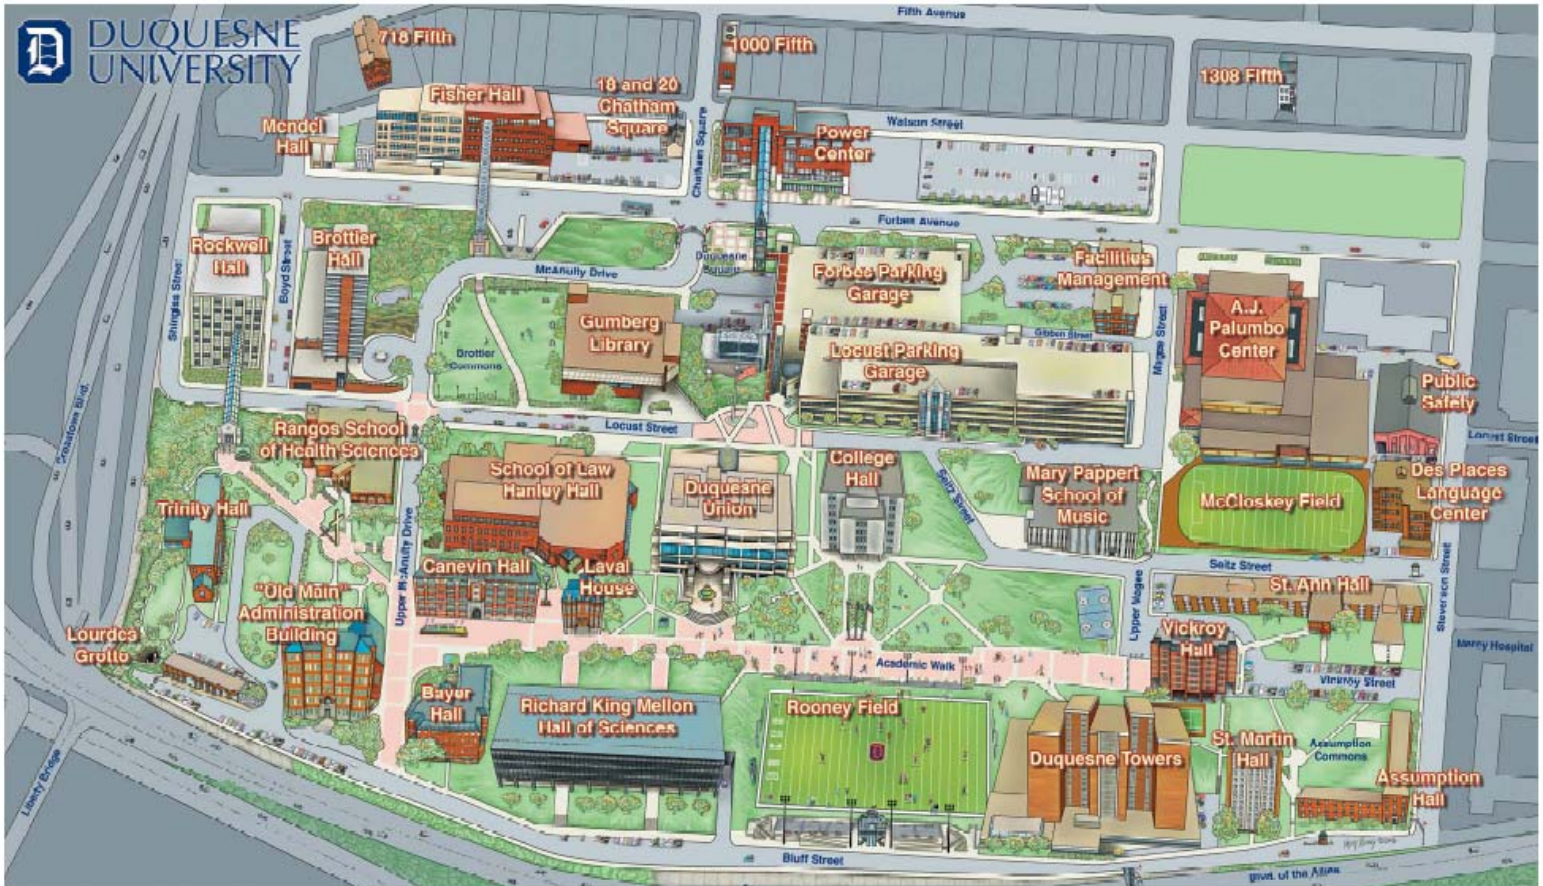 DUQUESNE
UNIVERSITY
Fifth Avenue
718 Fifth
1000 Fifth
1308 Fifth
Fisher Hall
18 and 20
Chatham
Square
Mendel
Hall
Chatham Square
Power
Center
Watson Street
Forbes Avenue
Rockwell
Hall
Boyd Street
Brottier
Hall
Shingiss Street
McAnulty Drive
Duquesne
Square
Forbes Parking
Garage
Facilities
Management
Gumberg
Library
Brottier
Commons
Gibbon Street
Locust Parking
Garage
Magee Street
A.J.
Palumbo
Center
Public
Safety
Crosstown Blvd.
Locust Street
Locust Street
Rangos School
of Health Sciences
School of Law
Hanley Hall
Duquesne
Union
College
Hall
Seitz Street
Mary Pappert
School of
Music
McCloskey Field
Des Places
Language
Center
Trinity Hall
Upper McAnulty Drive
Canevin Hall
Laval
House
Seitz Street
St. Ann Hall
Stevenson Street
"Old Main"
Administration
Building
Upper Magee
Vickroy
Hall
Lourdes
Grotto
Academic Walk
Mercy Hospital
Vickroy Street
Bayer
Hall
Richard King Mellon
Hall of Sciences
Rooney Field
Duquesne Towers
St. Martin
Hall
Assumption
Commons
Assumption
Hall
Liberty Bridge
Bluff Street
Blvd. of the Allies